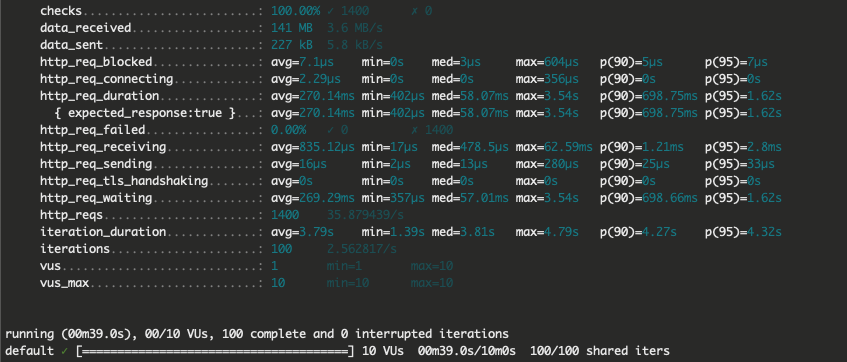 checks.........................: 100.00% ✓ 1400 ✗ 0
data_received..................: 141 MB 3.6 MB/s
data_sent......................: 227 kB 5.8 kB/s
http_req_blocked...............: avg=7.1µs min=0s med=3µs max=604µs p(90)=5µs p(95)=7µs
http_req_connecting............: avg=2.29µs min=0s med=0s max=356µs p(90)=0s p(95)=0s
http_req_duration..............: avg=270.14ms min=402µs med=58.07ms max=3.54s p(90)=698.75ms p(95)=1.62s
{ expected_response:true }...: avg=270.14ms min=402µs med=58.07ms max=3.54s p(90)=698.75ms p(95)=1.62s
http_req_failed................: 0.00% ✓ 0 ✗ 1400
http_req_receiving.............: avg=835.12µs min=17µs med=478.5µs max=62.59ms p(90)=1.21ms p(95)=2.8ms
http_req_sending...............: avg=16µs min=2µs med=13µs max=280µs p(90)=25µs p(95)=33µs
http_req_tls_handshaking.......: avg=0s min=0s med=0s max=0s p(90)=0s p(95)=0s
http_req_waiting...............: avg=269.29ms min=357µs med=57.01ms max=3.54s p(90)=698.66ms p(95)=1.62s
http_reqs......................: 1400 35.879439/s
iteration_duration.............: avg=3.79s min=1.39s med=3.81s max=4.79s p(90)=4.27s p(95)=4.32s
iterations.....................: 100 2.562817/s
vus............................: 1 min=1 max=10
vus_max........................: 10 min=10 max=10
running (00m39.0s), 00/10 VUs, 100 complete and 0 interrupted iterations
default ✓ [======================================] 10 VUs 00m39.0s/10m0s 100/100 shared iters